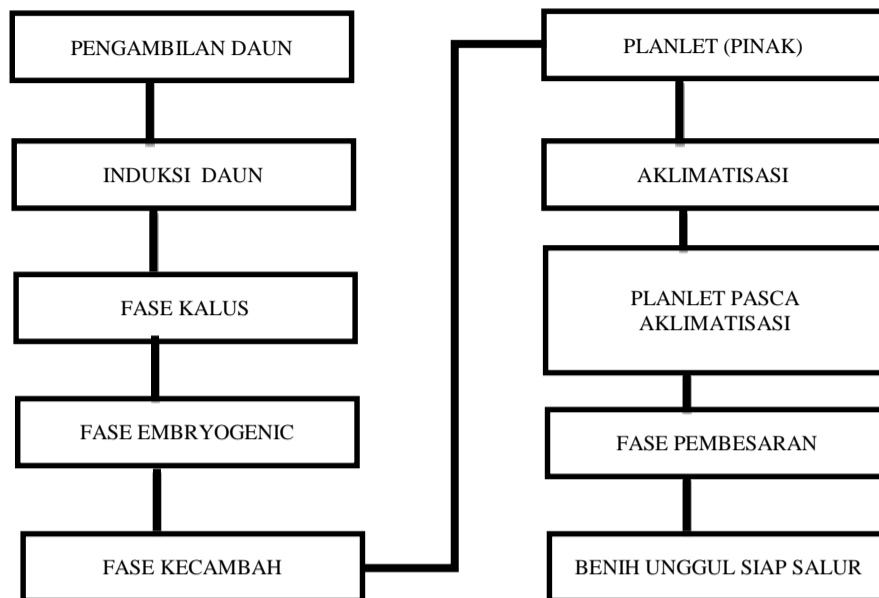 PENGAMBILAN DAUN
INDUKSI DAUN
FASE KALUS
FASE EMBRYOGENIC
FASE KECAMBAH
PLANLET (PINAK)
AKLIMATISASI
PLANLET PASCA
AKLIMATISASI
FASE PEMBESARAN
BENIH UNGGUL SIAP SALUR